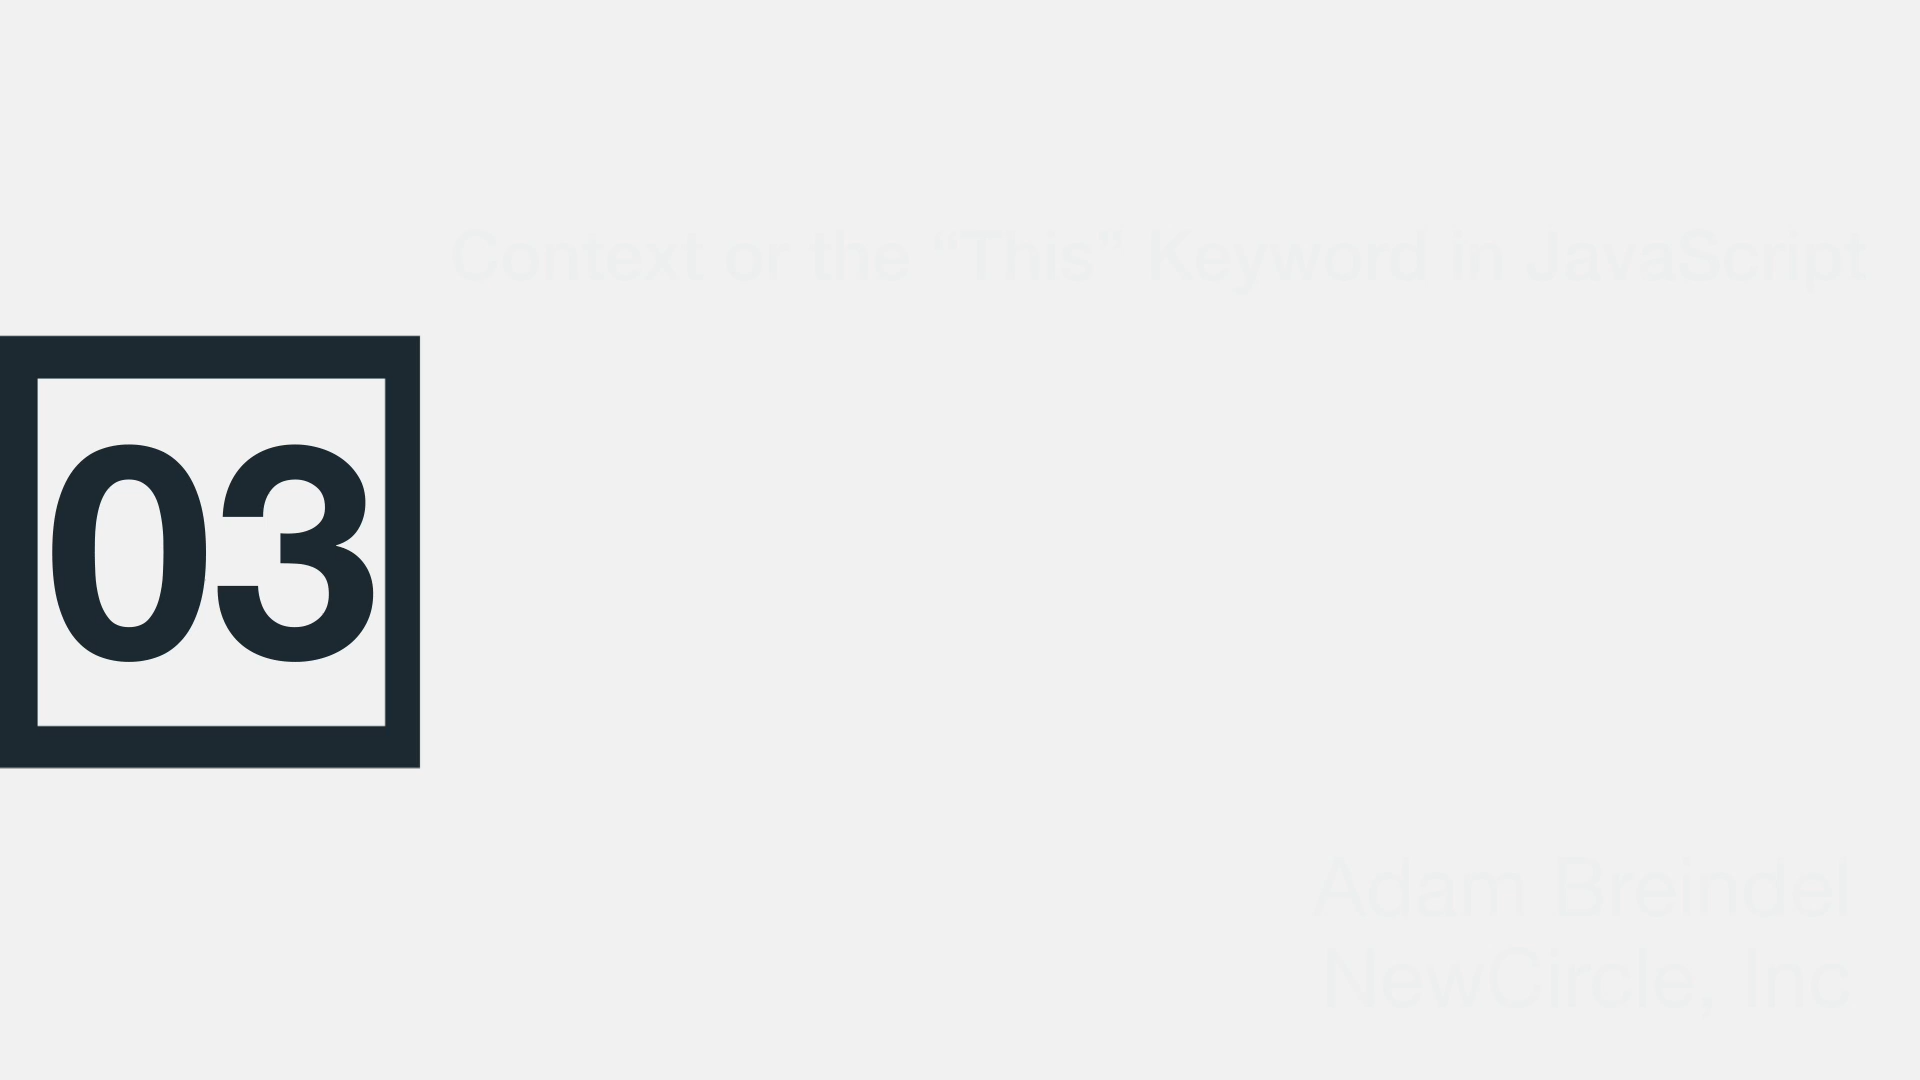 Context or the "This" Keyword in JavaScript
03
Adam Breindel
NewCircle, Inc